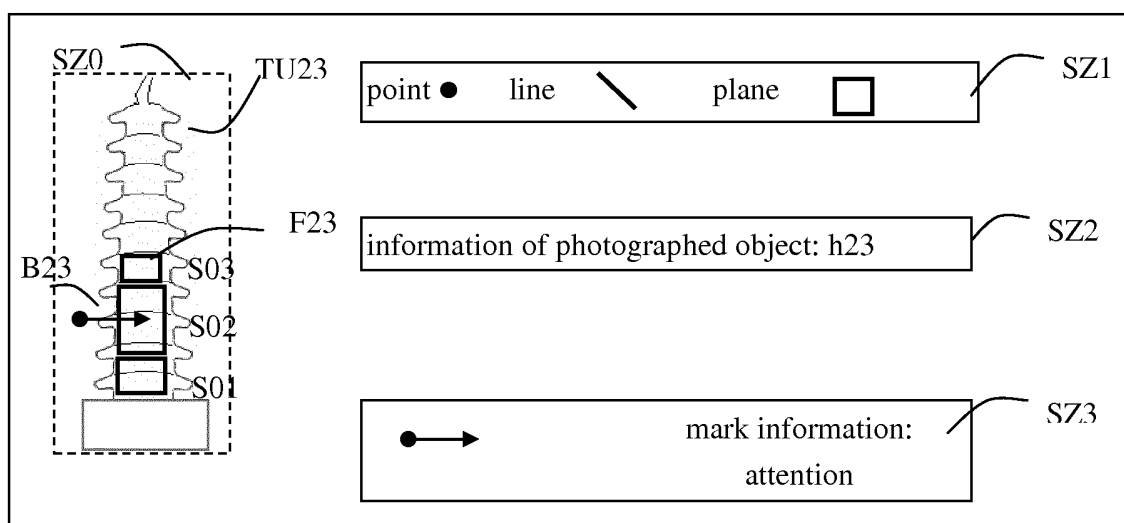 SZ0
TU23
SZ1
point line plane
F23
SZ2
information of photographed object: h23
B23
S03
S02
S01
SZ3
mark information:
attention